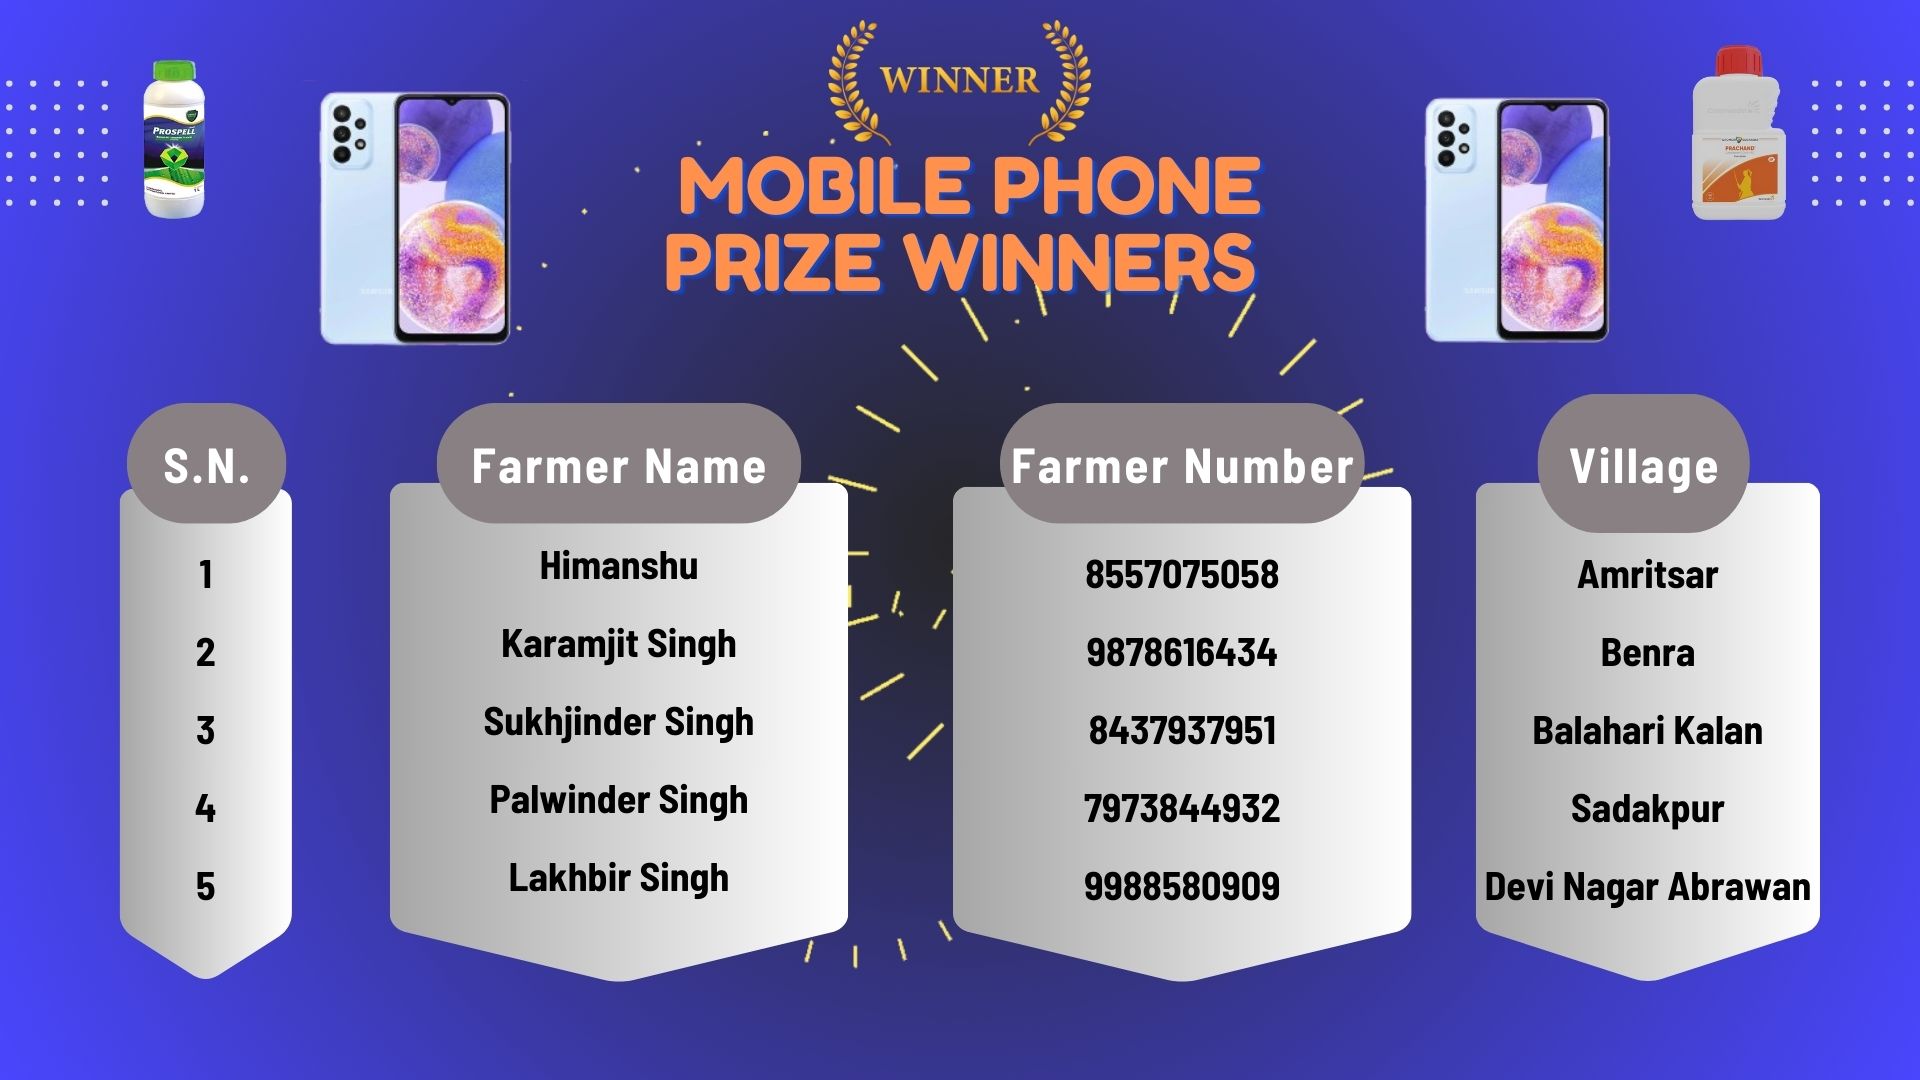 WINNER
MOBILE PHONE
PRIZE WINNERS
PROSPELL
PRACHAND
SAMSUNG
S.N. Farmer Name Farmer Number Village
1 Himanshu 8557075058 Amritsar
2 Karamjit Singh 9878616434 Benra
3 Sukhjinder Singh 8437937951 Balahari Kalan
4 Palwinder Singh 7973844932 Sadakpur
5 Lakhbir Singh 9988580909 Devi Nagar Abrawan